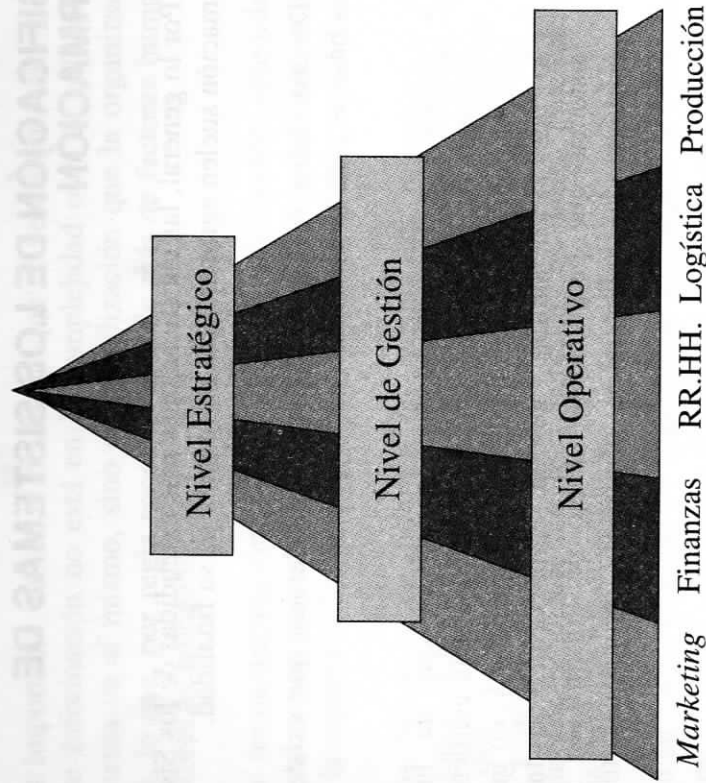 Nivel Estratégico
Nivel de Gestión
Nivel Operativo
Marketing Finanzas RR.HH. Logística Producción